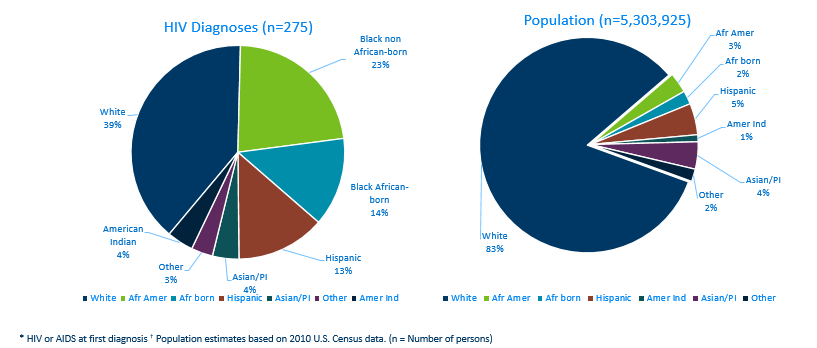 HIV Diagnoses (n=275)
Black non
African-born
23%
White
39%
Black African-
born
14%
American
Indian
4%
Other
3%
Asian/PI
4%
Hispanic
13%
White Afr Amer Afr born Hispanic Asian/PI Other Amer Ind
Population (n=5,303,925)
Afr Amer
3%
Afr born
2%
Hispanic
5%
Amer Ind
1%
Asian/PI
4%
Other
2%
White
83%
White Afr Amer Afr born Hispanic Amer Ind Asian/PI Other
* HIV or AIDS at first diagnosis † Population estimates based on 2010 U.S. Census data. (n = Number of persons)